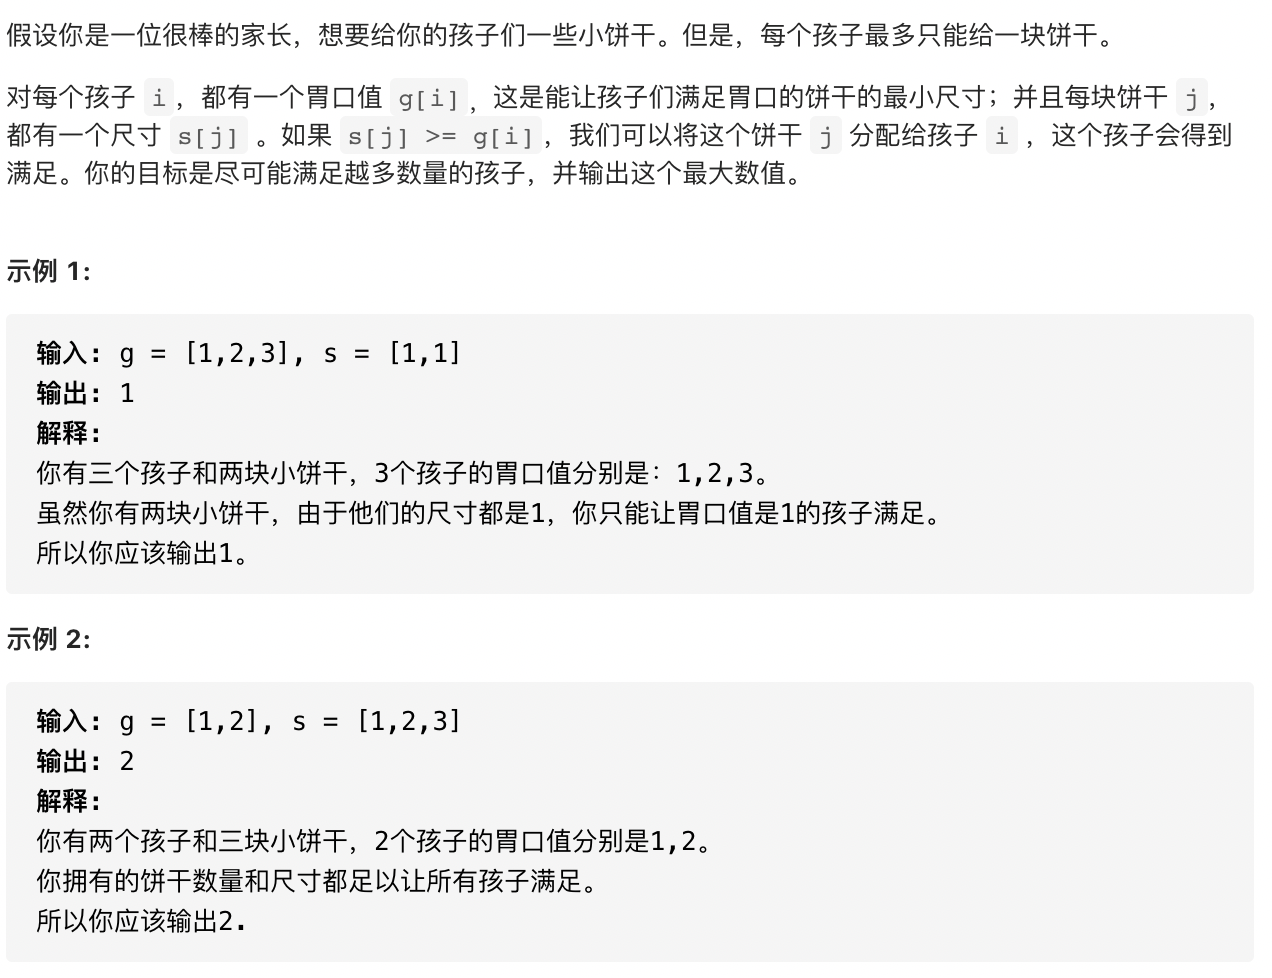 假设你是一位很棒的家长，想要给你的孩子们一些小饼干。但是，每个孩子最多只能给一块饼干。
对每个孩子 i，都有一个胃口值 g[i]，这是能让孩子们满足胃口的饼干的最小尺寸；并且每块饼干 j，
都有一个尺寸 s[j] 。如果 s[j] >= g[i]，我们可以将这个饼干 j 分配给孩子 i ，这个孩子会得到
满足。你的目标是尽可能满足越多数量的孩子，并输出这个最大数值。
示例 1:
输入: g = [1,2,3], s = [1,1]
输出: 1
解释:
你有三个孩子和两块小饼干，3个孩子的胃口值分别是：1,2,3。
虽然你有两块小饼干，由于他们的尺寸都是1，你只能让胃口值是1的孩子满足。
所以你应该输出1。
示例 2:
输入: g = [1,2], s = [1,2,3]
输出: 2
解释:
你有两个孩子和三块小饼干，2个孩子的胃口值分别是1,2。
你拥有的饼干数量和尺寸都足以让所有孩子满足。
所以你应该输出2.